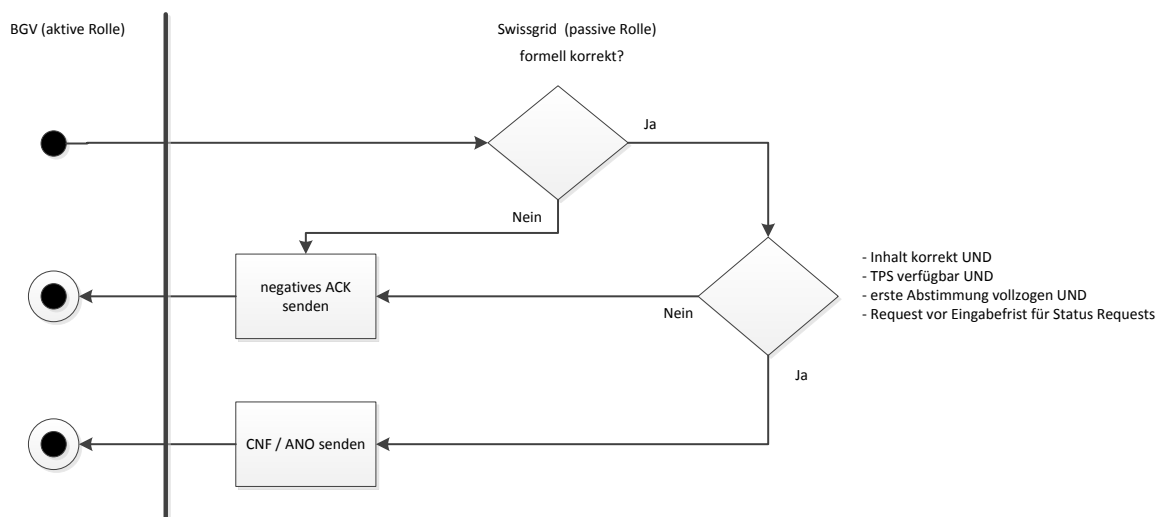 BGV (aktive Rolle)
Swissgrid  (passive Rolle)
formell korrekt?
Ja
Nein
negatives ACK
senden
Nein
- Inhalt korrekt UND
- TPS verfügbar UND
- erste Abstimmung vollzogen UND
- Request vor Eingabefrist für Status Requests
Ja
CNF / ANO senden